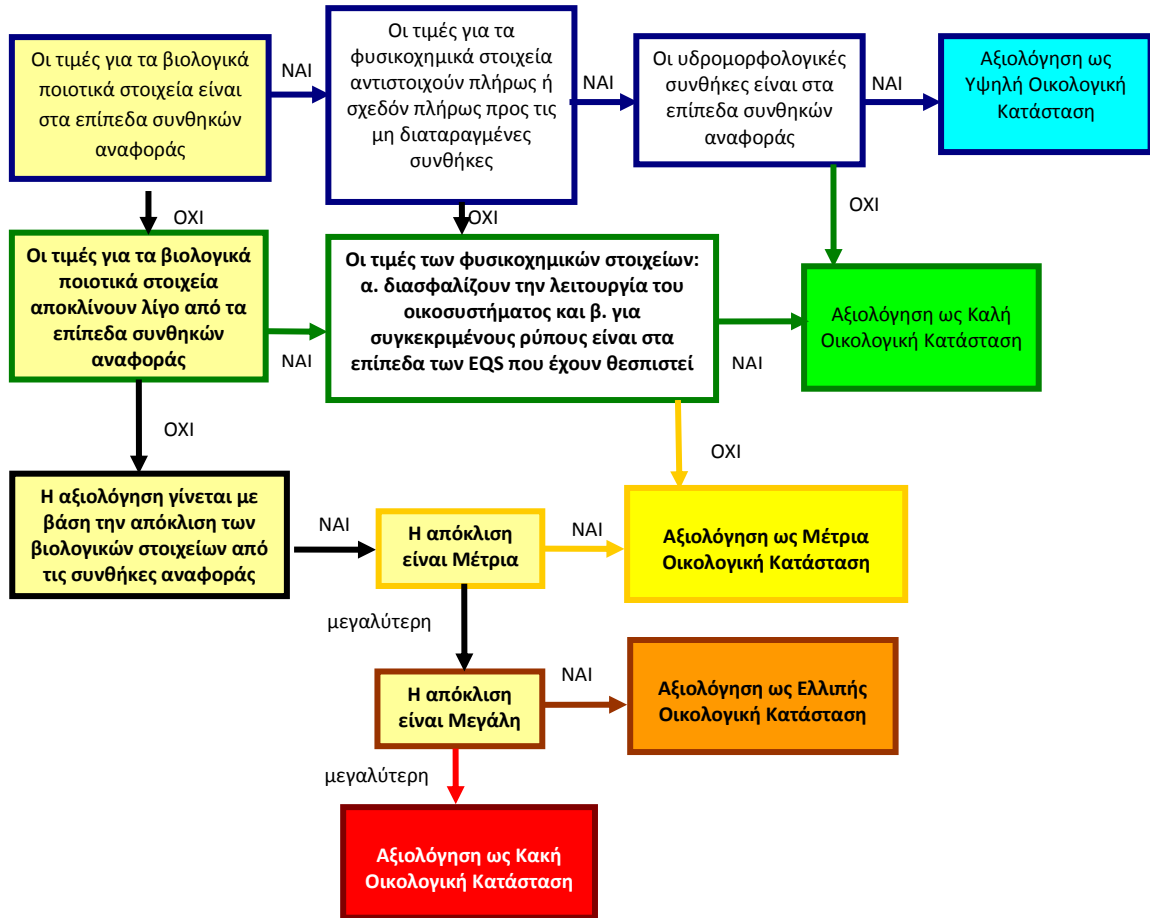 Οι τιμές για τα βιολογικά
ποιοτικά στοιχεία είναι
στα επίπεδα συνθηκών
αναφοράς
ΝΑΙ
Οι τιμές για τα
φυσικοχημικά στοιχεία
αντιστοιχούν πλήρως ή
σχεδόν πλήρως προς τις
μη διαταραγμένες
συνθήκες
ΝΑΙ
Οι υδρομορφολογικές
συνθήκες είναι στα
επίπεδα συνθηκών
αναφοράς
ΝΑΙ
Αξιολόγηση ως
Υψηλή Οικολογική
Κατάσταση
ΟΧΙ
ΟΧΙ
ΟΧΙ
Οι τιμές για τα βιολογικά
ποιοτικά στοιχεία
αποκλίνουν λίγο από τα
επίπεδα συνθηκών
αναφοράς
ΝΑΙ
Οι τιμές των φυσικοχημικών στοιχείων:
α. διασφαλίζουν την λειτουργία του
οικοσυστήματος και β. για
συγκεκριμένους ρύπους είναι στα
επίπεδα των EQS που έχουν θεσπιστεί
ΝΑΙ
Αξιολόγηση ως Καλή
Οικολογική Κατάσταση
ΟΧΙ
ΟΧΙ
Η αξιολόγηση γίνεται με
βάση την απόκλιση των
βιολογικών στοιχείων από
τις συνθήκες αναφοράς
ΝΑΙ
Η απόκλιση
είναι Μέτρια
ΝΑΙ
Αξιολόγηση ως Μέτρια
Οικολογική Κατάσταση
μεγαλύτερη
Η απόκλιση
είναι Μεγάλη
ΝΑΙ
Αξιολόγηση ως Ελλιπής
Οικολογική Κατάσταση
μεγαλύτερη
Αξιολόγηση ως Κακή
Οικολογική Κατάσταση